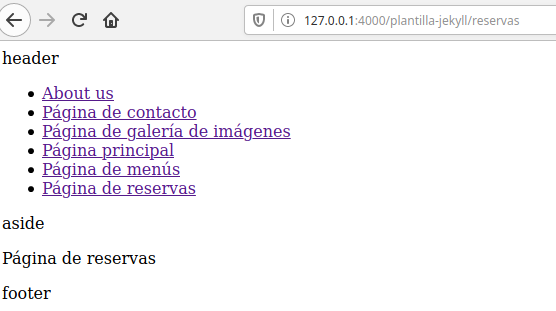 127.0.0.1:4000/plantilla-jekyll/reservas
header
About us
Página de contacto
Página de galería de imágenes
Página principal
Página de menús
Página de reservas
aside
Página de reservas
footer